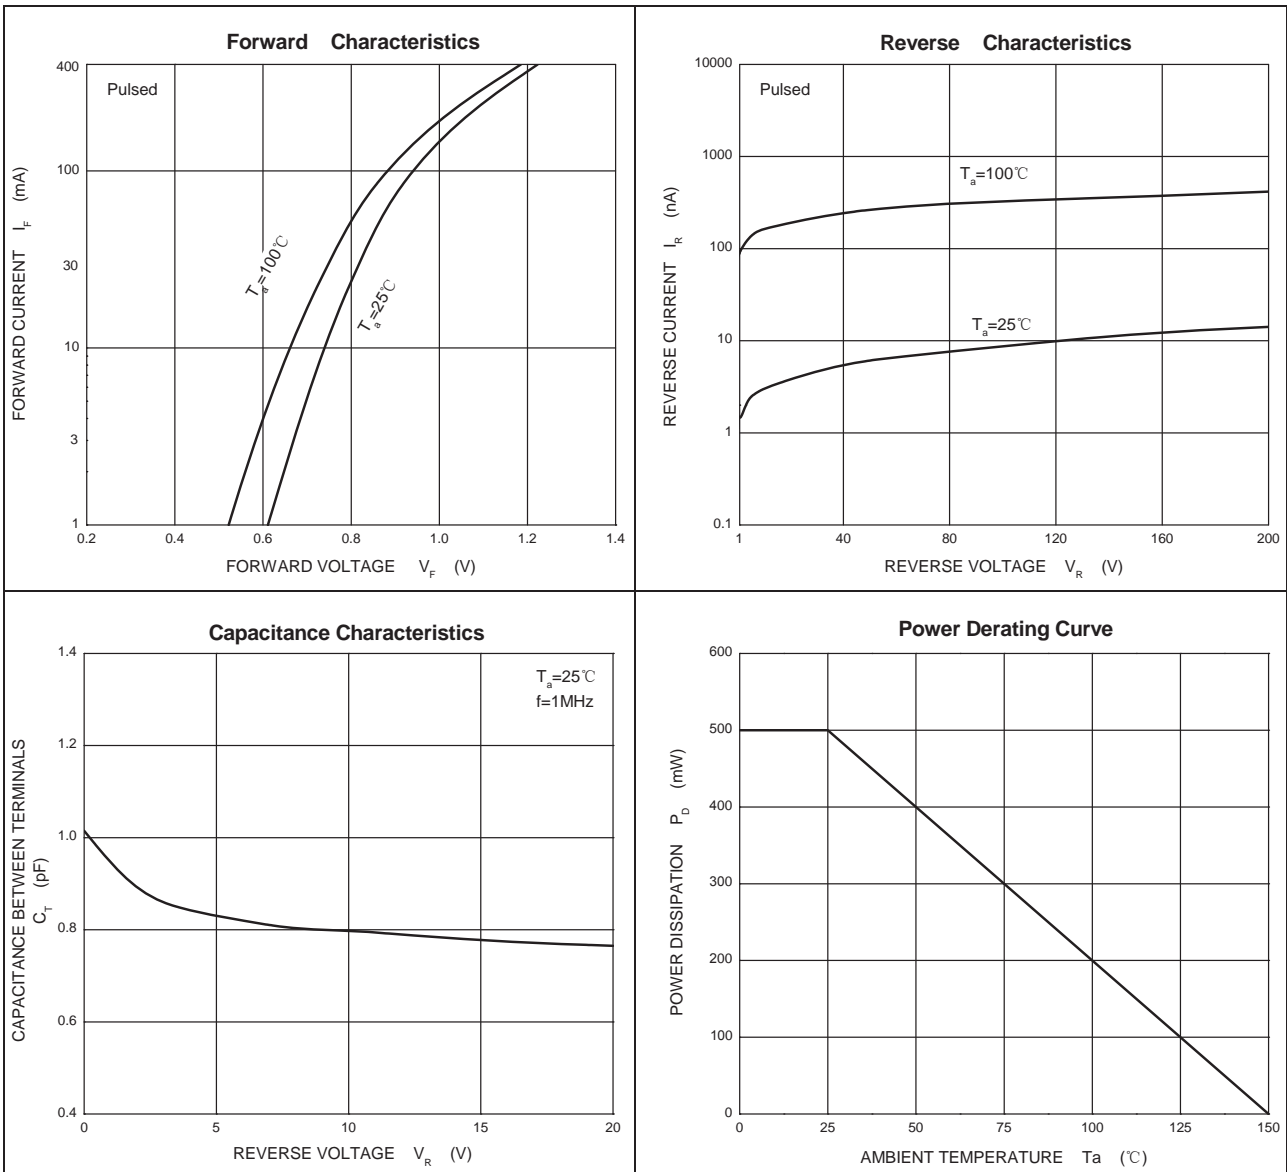 Forward Characteristics
Pulsed
FORWARD CURRENT I_F (mA)
400
100
30
10
3
1
T_a=100℃
T_a=25℃
0.2 0.4 0.6 0.8 1.0 1.2 1.4
FORWARD VOLTAGE V_F (V)
Reverse Characteristics
Pulsed
REVERSE CURRENT I_R (nA)
10000
1000
100
10
1
0.1
T_a=100℃
T_a=25℃
1 40 80 120 160 200
REVERSE VOLTAGE V_R (V)
Capacitance Characteristics
T_a=25℃
f=1MHz
CAPACITANCE BETWEEN TERMINALS
C_T (pF)
1.4
1.2
1.0
0.8
0.6
0.4
0 5 10 15 20
REVERSE VOLTAGE V_R (V)
Power Derating Curve
POWER DISSIPATION P_D (mW)
600
500
400
300
200
100
0
0 25 50 75 100 125 150
AMBIENT TEMPERATURE Ta (℃)